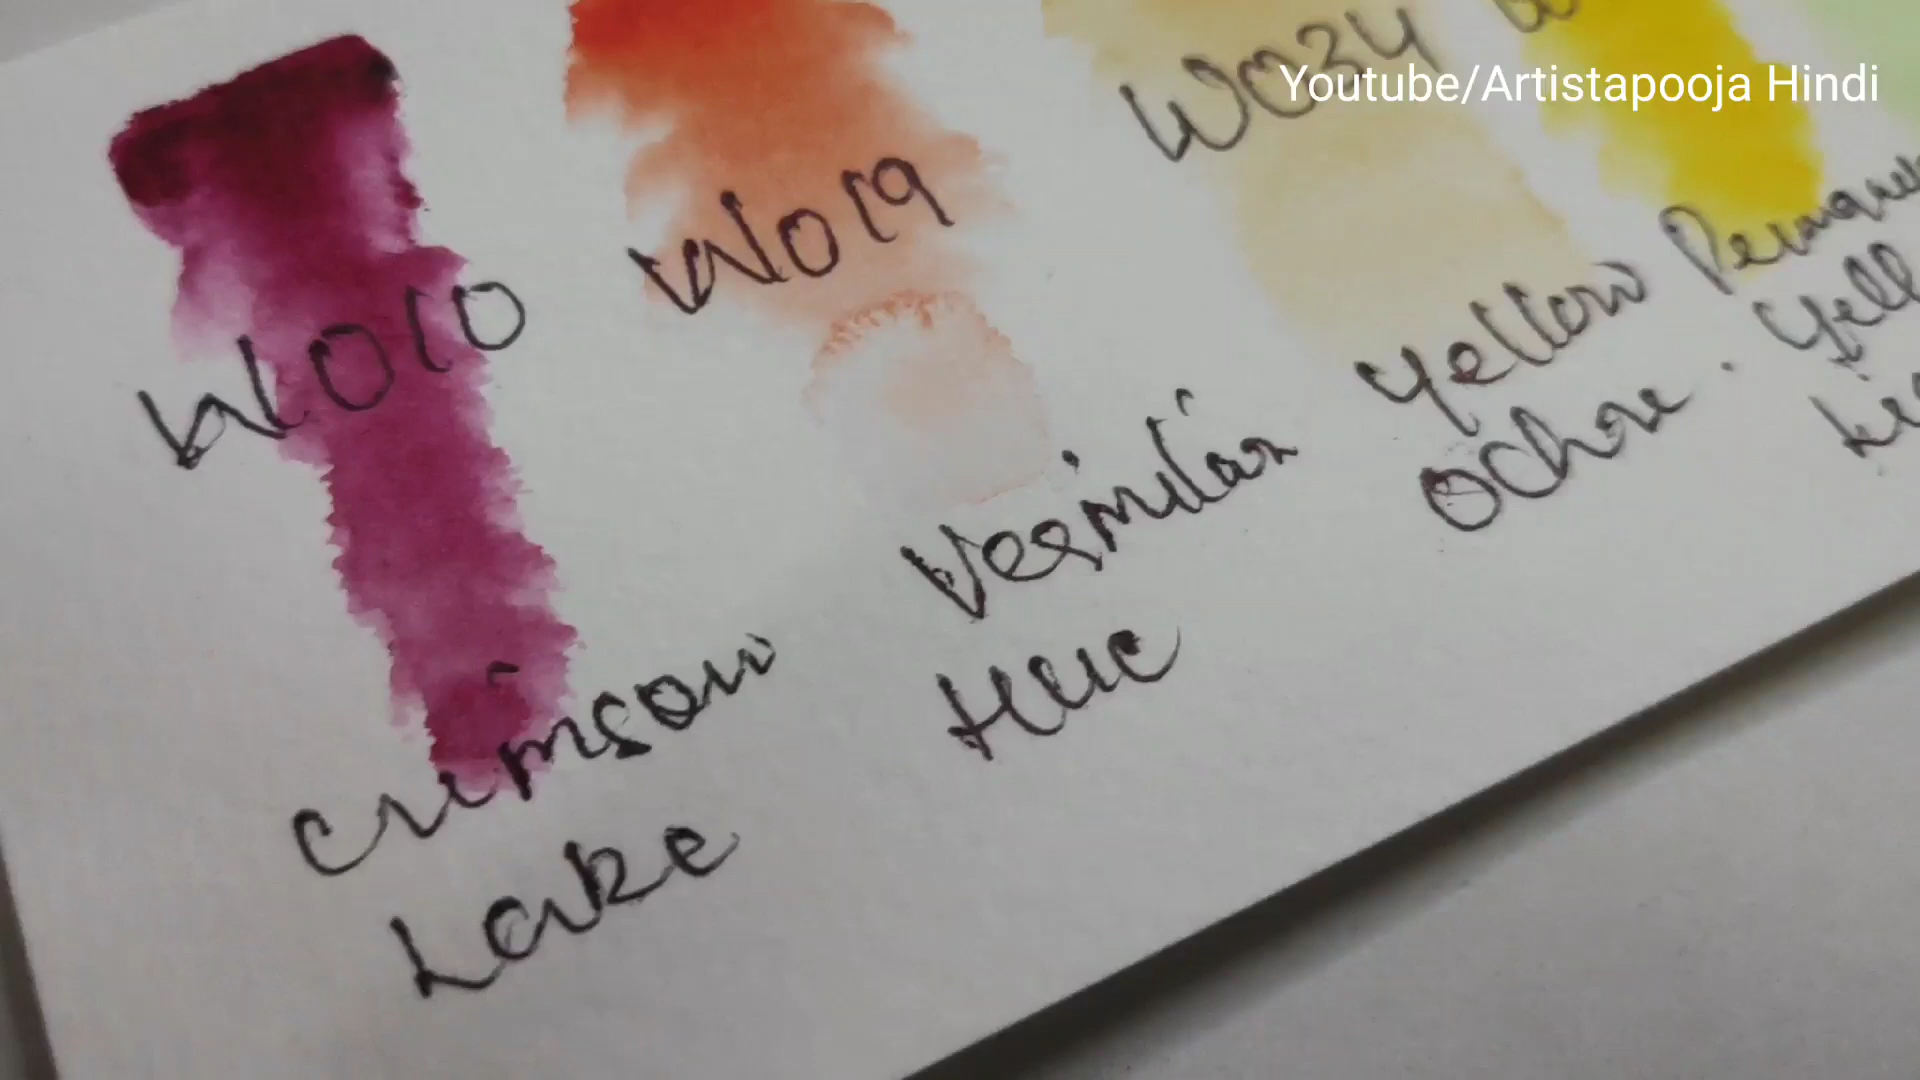 Youtube/Artistapooja Hindi
W010
Crimson
Lake
W019
Vermilion
Hue
W034
Yellow
Ochre.